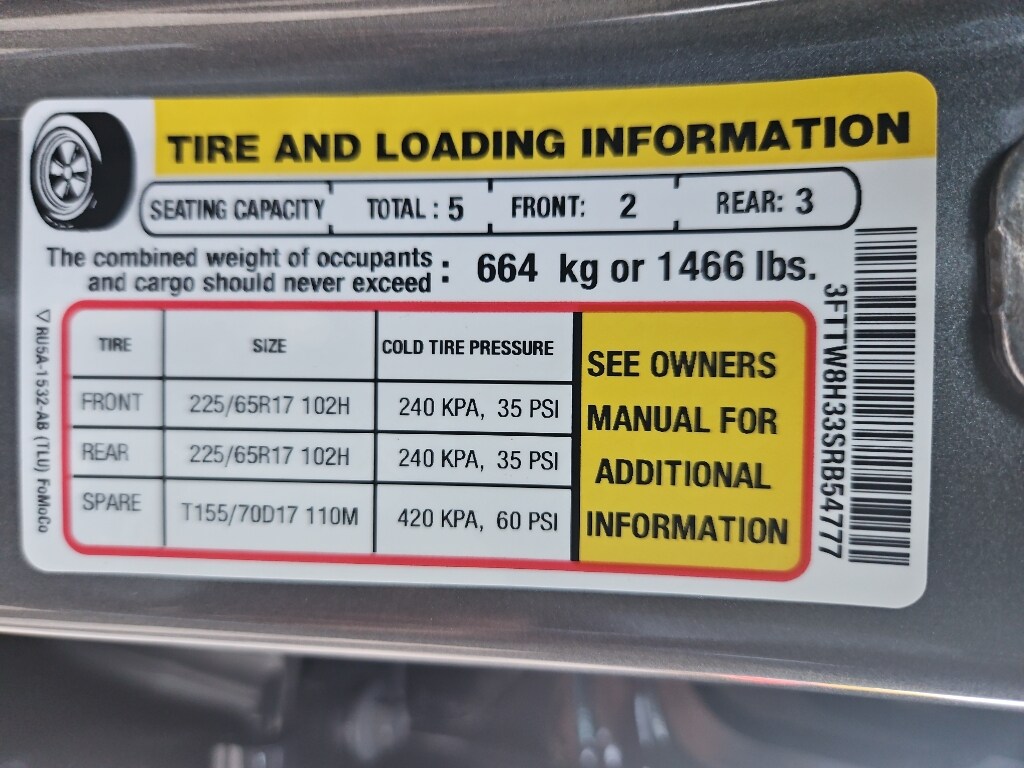 TIRE AND LOADING INFORMATION
SEATING CAPACITY TOTAL : 5 FRONT: 2 REAR: 3
The combined weight of occupants
and cargo should never exceed : 664 kg or 1466 lbs.
TIRE SIZE COLD TIRE PRESSURE
FRONT 225/65R17 102H 240 KPA, 35 PSI
REAR 225/65R17 102H 240 KPA, 35 PSI
SPARE T155/70D17 110M 420 KPA, 60 PSI
SEE OWNERS
MANUAL FOR
ADDITIONAL
INFORMATION
3FTTW8H33SRB54777
▽ RU5A-1532-AB (TLU) FoMoCo